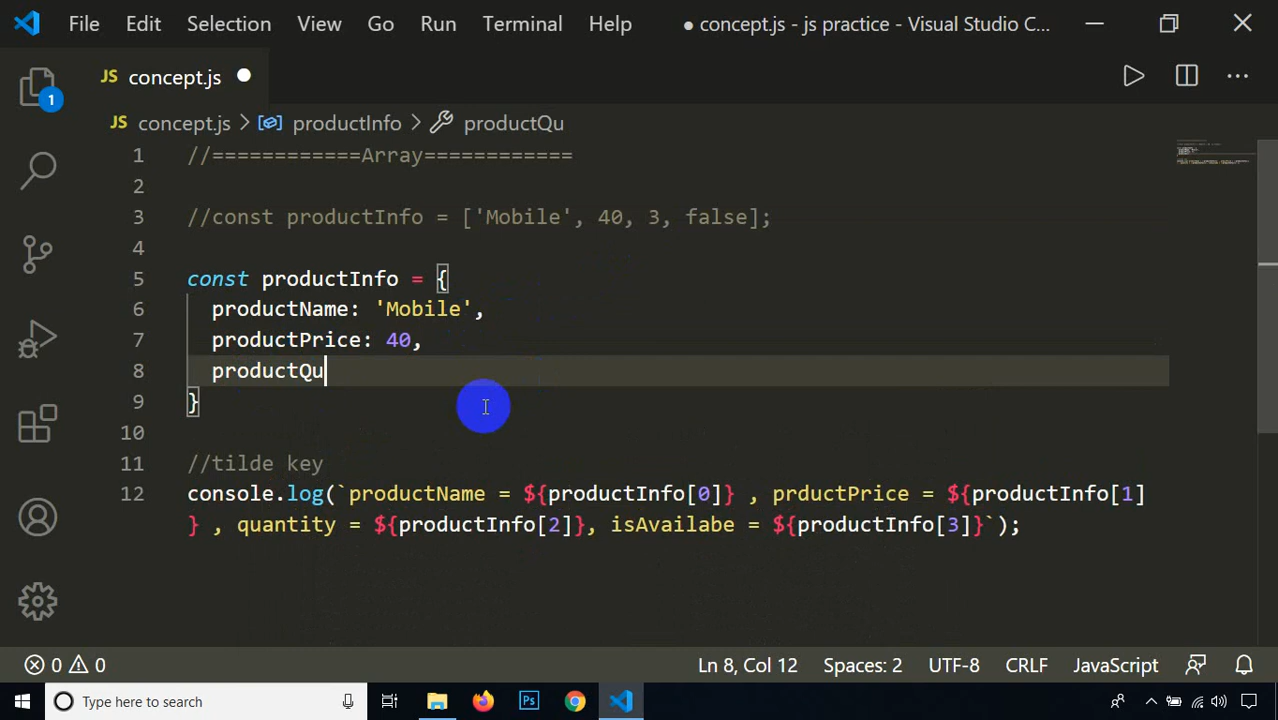 File Edit Selection View Go Run Terminal Help ● concept.js - js practice - Visual Studio C...
JS concept.js ●
JS concept.js > productInfo > productQu
1 //============Array============
2
3 //const productInfo = ['Mobile', 40, 3, false];
4
5 const productInfo = {
6 productName: 'Mobile',
7 productPrice: 40,
8 productQu
9 }
10
11 //tilde key
12 console.log(`productName = ${productInfo[0]} , prductPrice = ${productInfo[1]
} , quantity = ${productInfo[2]}, isAvailabe = ${productInfo[3]}`);
1
0 0 Ln 8, Col 12 Spaces: 2 UTF-8 CRLF JavaScript
Type here to search Ps